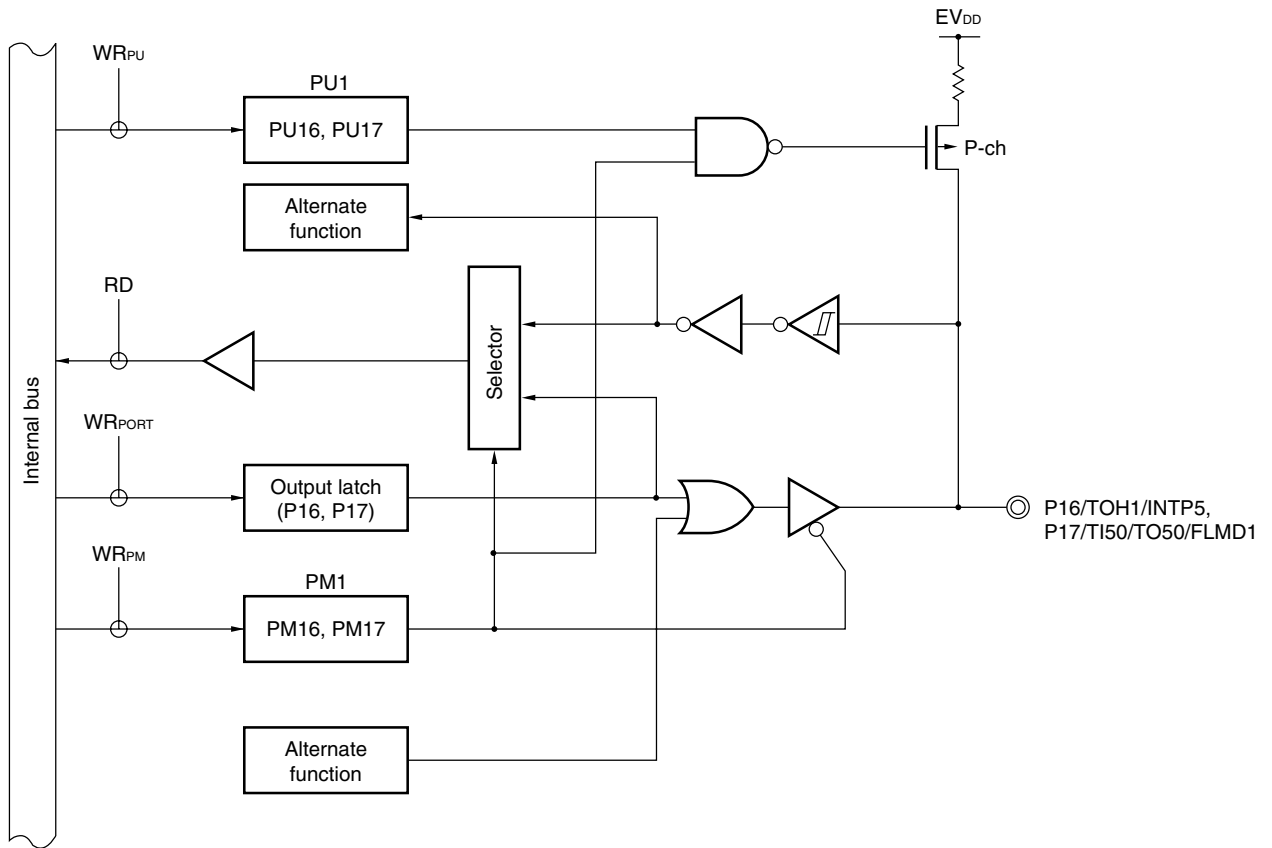 EVDD
WRPU
PU1
PU16, PU17
P-ch
Alternate
function
RD
Selector
Internal bus
WRPORT
Output latch
(P16, P17)
P16/TOH1/INTP5,
P17/TI50/TO50/FLMD1
WRPM
PM1
PM16, PM17
Alternate
function